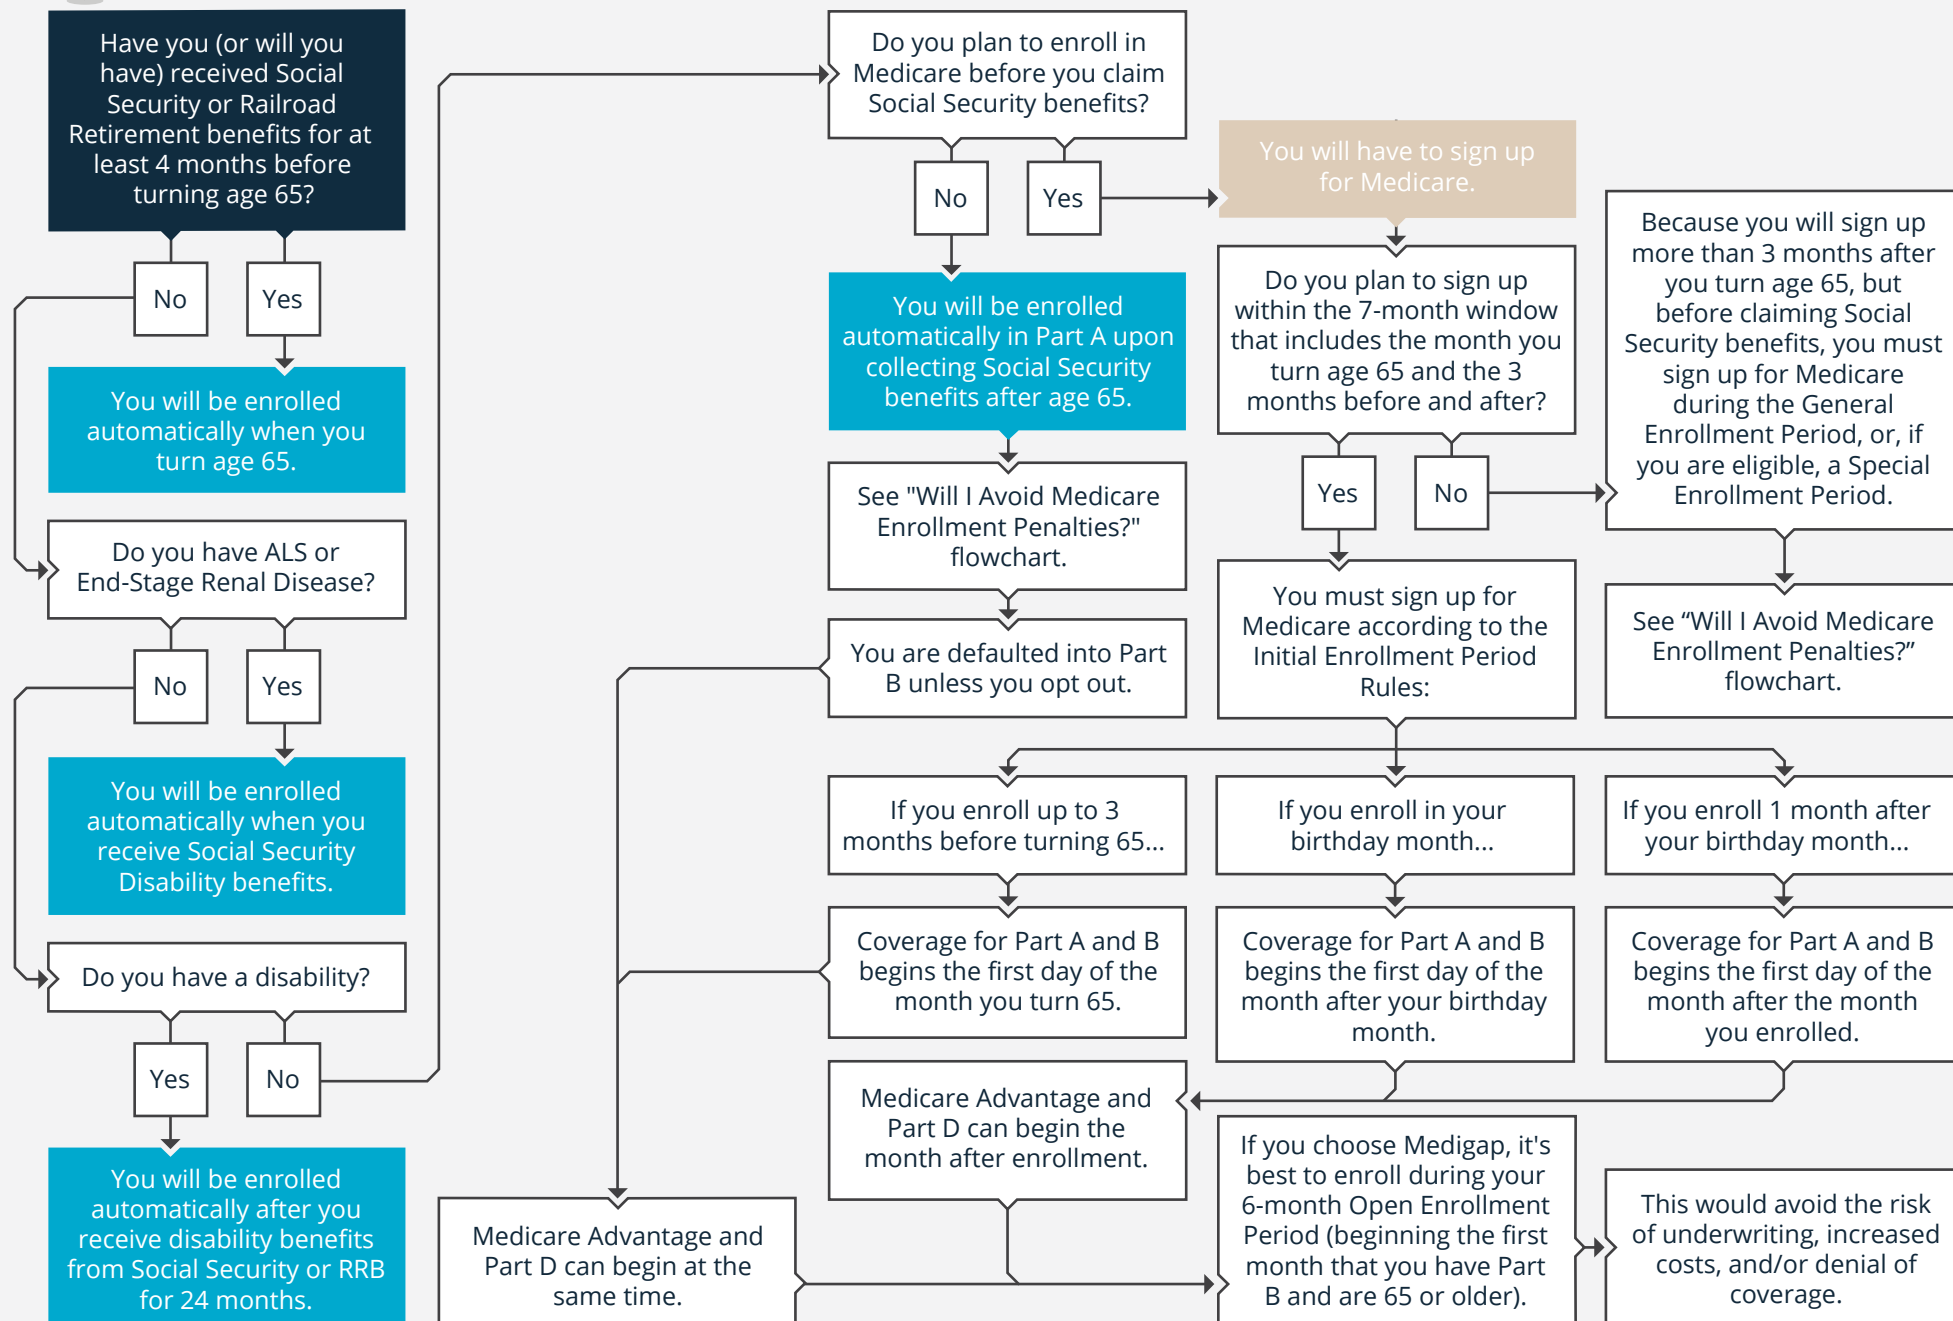 Have you (or will you
have) received Social
Security or Railroad
Retirement benefits for at
least 4 months before
turning age 65?
No
Yes
You will be enrolled
automatically when you
turn age 65.
Do you have ALS or
End-Stage Renal Disease?
No
Yes
You will be enrolled
automatically when you
receive Social Security
Disability benefits.
Do you have a disability?
Yes
No
You will be enrolled
automatically after you
receive disability benefits
from Social Security or RRB
for 24 months.
Do you plan to enroll in
Medicare before you claim
Social Security benefits?
No
Yes
You will be enrolled
automatically in Part A upon
collecting Social Security
benefits after age 65.
See "Will I Avoid Medicare
Enrollment Penalties?"
flowchart.
You are defaulted into Part
B unless you opt out.
You will have to sign up
for Medicare.
Do you plan to sign up
within the 7-month window
that includes the month you
turn age 65 and the 3
months before and after?
Yes
No
Because you will sign up
more than 3 months after
you turn age 65, but
before claiming Social
Security benefits, you must
sign up for Medicare
during the General
Enrollment Period, or, if
you are eligible, a Special
Enrollment Period.
See “Will I Avoid Medicare
Enrollment Penalties?”
flowchart.
You must sign up for
Medicare according to the
Initial Enrollment Period
Rules:
If you enroll up to 3
months before turning 65...
If you enroll in your
birthday month...
If you enroll 1 month after
your birthday month...
Coverage for Part A and B
begins the first day of the
month you turn 65.
Coverage for Part A and B
begins the first day of the
month after your birthday
month.
Coverage for Part A and B
begins the first day of the
month after the month
you enrolled.
Medicare Advantage and
Part D can begin the
month after enrollment.
Medicare Advantage and
Part D can begin at the
same time.
If you choose Medigap, it's
best to enroll during your
6-month Open Enrollment
Period (beginning the first
month that you have Part
B and are 65 or older).
This would avoid the risk
of underwriting, increased
costs, and/or denial of
coverage.